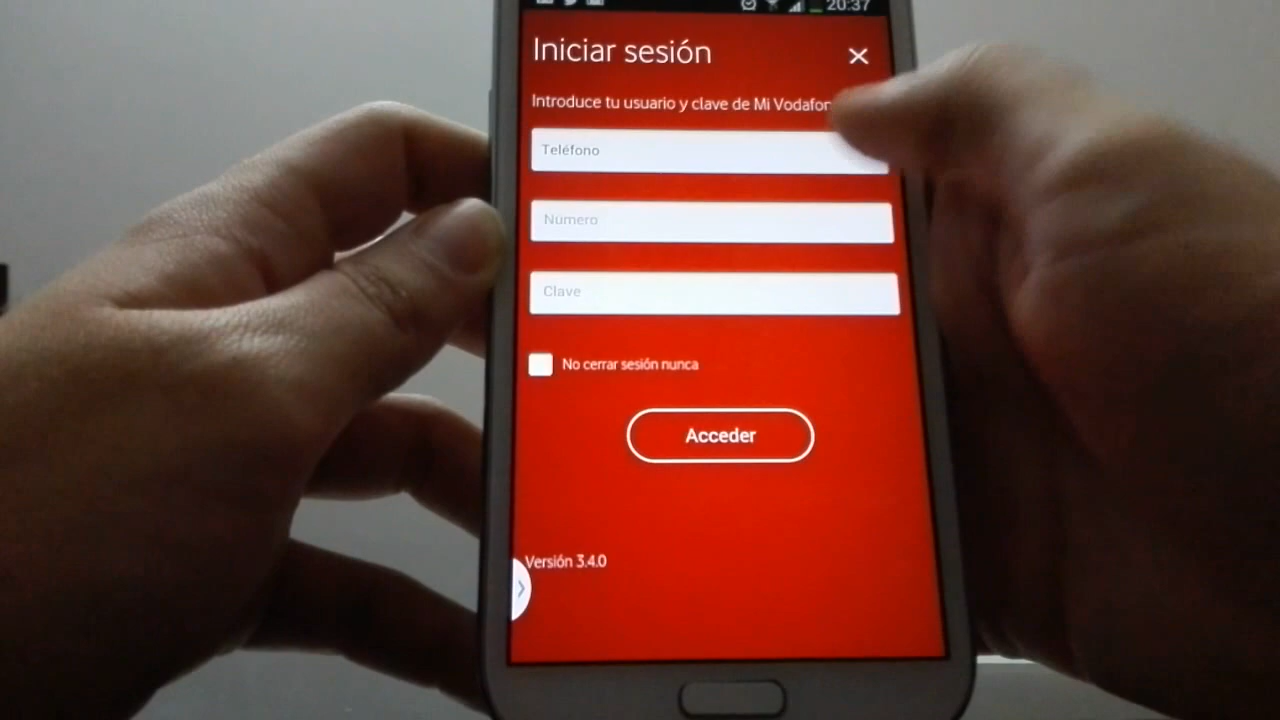 20:37
Iniciar sesión
Introduce tu usuario y clave de Mi
Teléfono
Número
Clave
No cerrar sesión nunca
Acceder
Versión 3.4.0